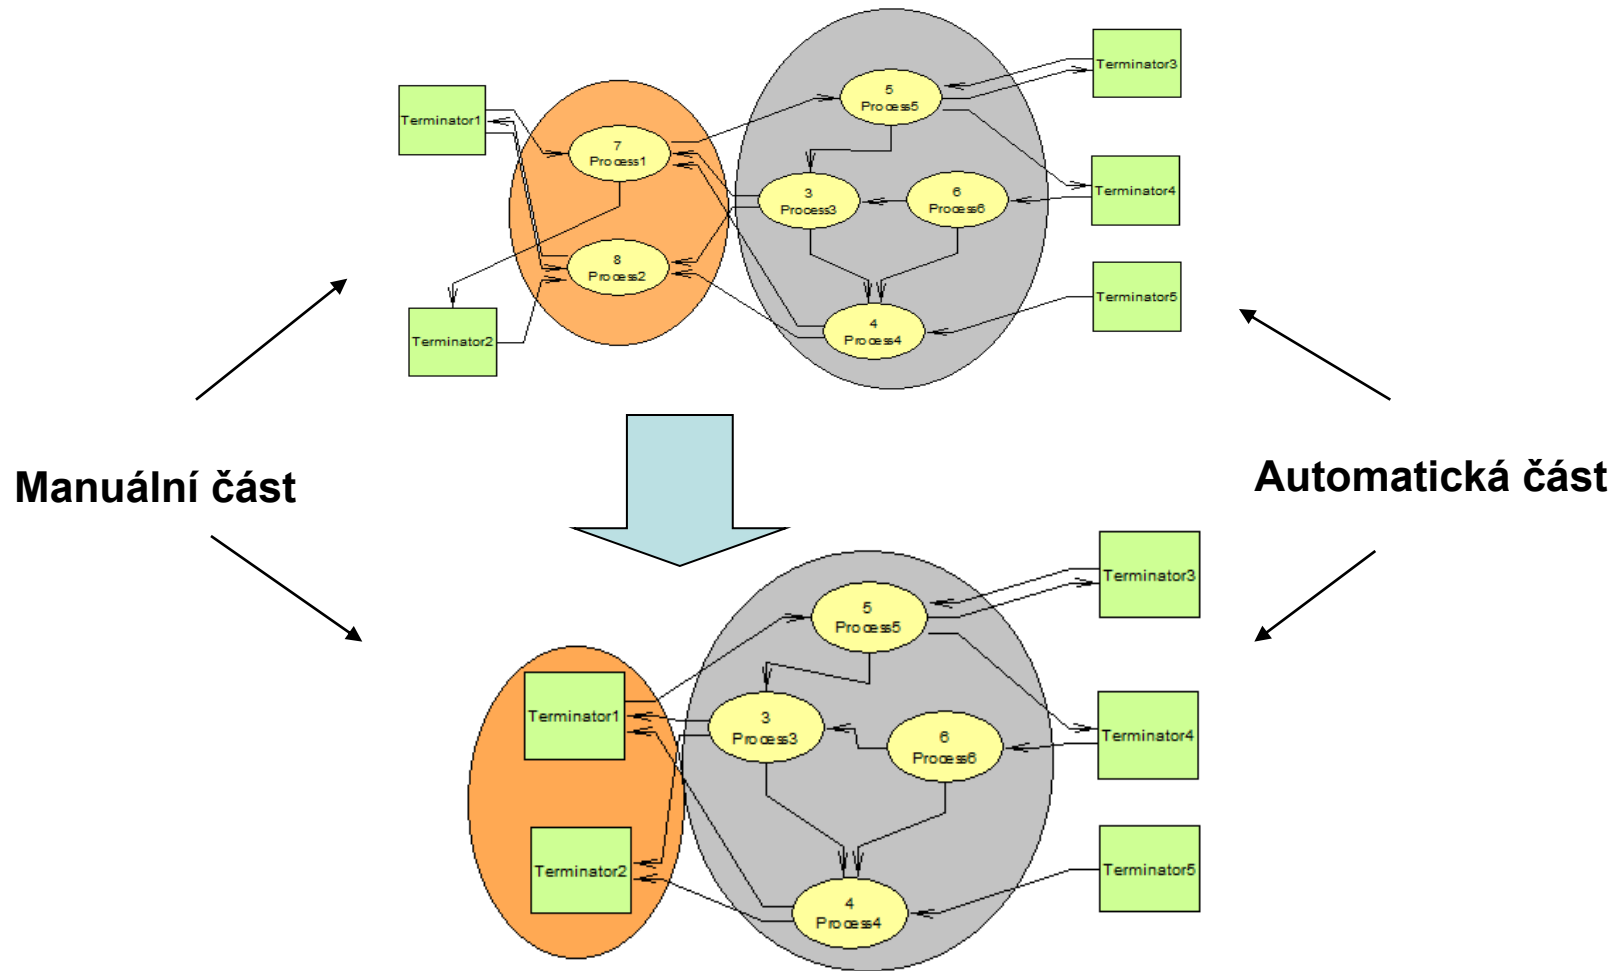 5
Process5
Terminator3
Terminator1
7
Process1
3
Process3
6
Process6
Terminator4
8
Process2
Terminator5
4
Process4
Terminator2
Manuální část
Automatická část
5
Process5
Terminator3
Terminator1
3
Process3
6
Process6
Terminator4
Terminator2
4
Process4
Terminator5